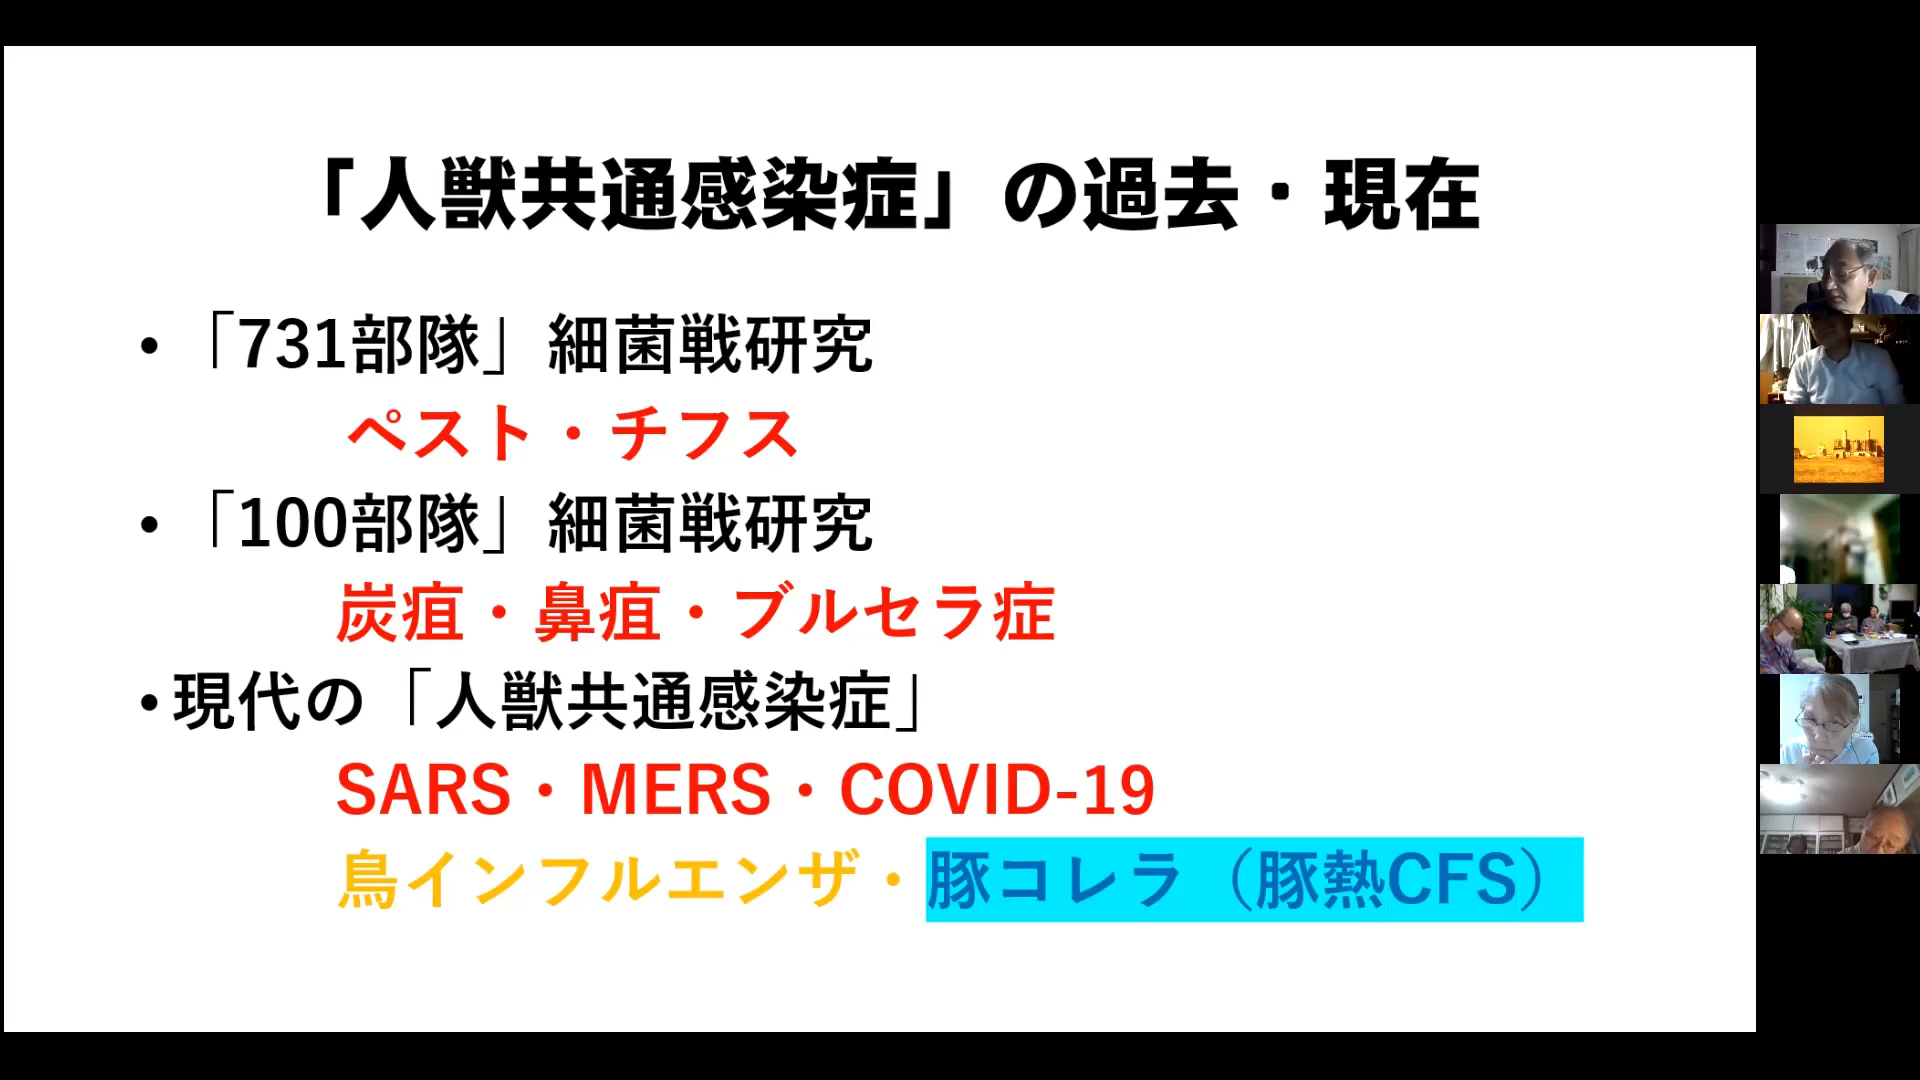 「人獣共通感染症」の過去・現在
• 「731部隊」細菌戦研究
ペスト・チフス
• 「100部隊」細菌戦研究
炭疽・鼻疽・ブルセラ症
• 現代の「人獣共通感染症」
SARS・MERS・COVID-19
鳥インフルエンザ・豚コレラ（豚熱CFS）